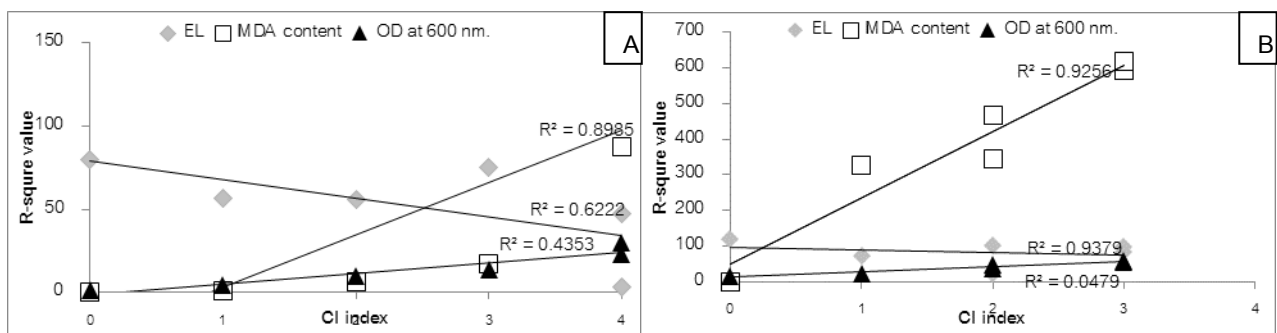 EL MDA content OD at 600 nm.
A
150
100
50
0
R-squre value
R² = 0.8985
R² = 0.6222
R² = 0.4353
0 1 2 3 4
CI index
EL MDA content OD at 600 nm.
B
700
600
500
400
300
200
100
0
R-squre value
R² = 0.9256
R² = 0.9379
R² = 0.0479
0 1 2 3 4
CI index